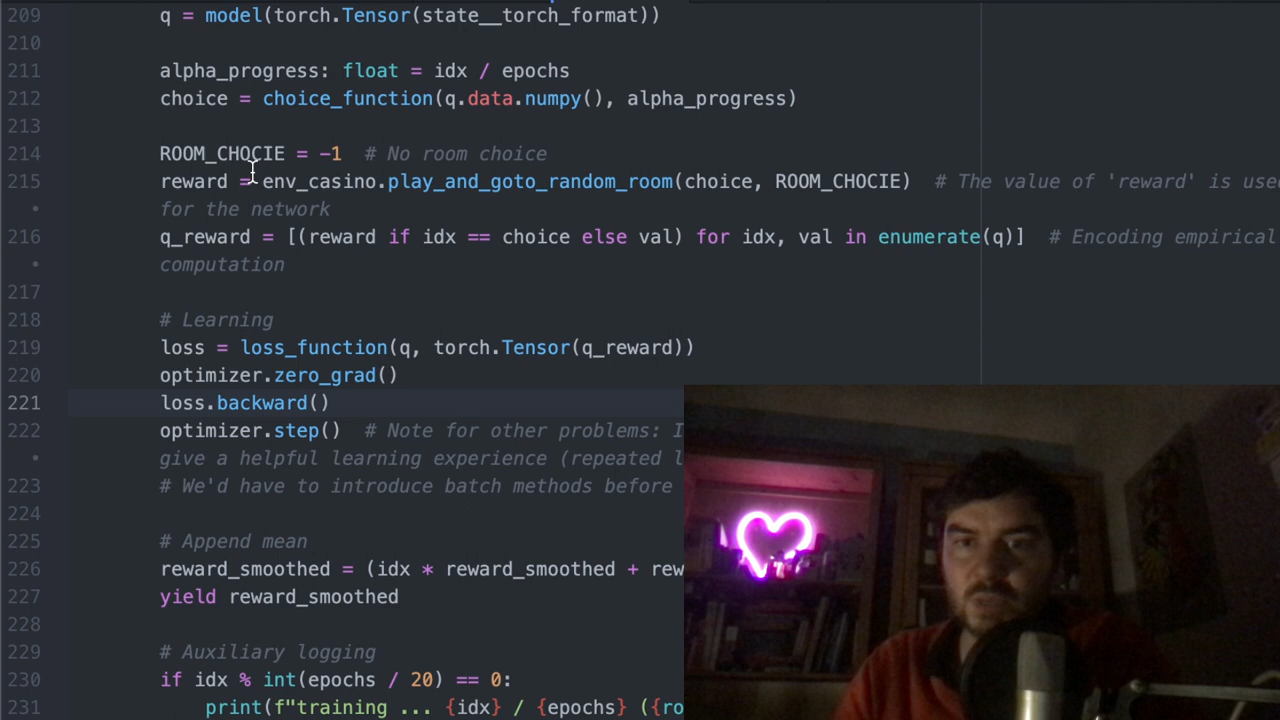 209 q = model(torch.Tensor(state__torch_format))
210
211 alpha_progress: float = idx / epochs
212 choice = choice_function(q.data.numpy(), alpha_progress)
213
214 ROOM_CHOCIE = -1  # No room choice
215 reward = env_casino.play_and_goto_random_room(choice, ROOM_CHOCIE)  # The value of 'reward' is use
• for the network
216 q_reward = [(reward if idx == choice else val) for idx, val in enumerate(q)]  # Encoding empirical
• computation
217
218 # Learning
219 loss = loss_function(q, torch.Tensor(q_reward))
220 optimizer.zero_grad()
221 loss.backward()
222 optimizer.step()  # Note for other problems: I
• give a helpful learning experience (repeated l
223 # We'd have to introduce batch methods before
224
225 # Append mean
226 reward_smoothed = (idx * reward_smoothed + rew
227 yield reward_smoothed
228
229 # Auxiliary logging
230 if idx % int(epochs / 20) == 0:
231 print(f"training ... {idx} / {epochs} ({ro